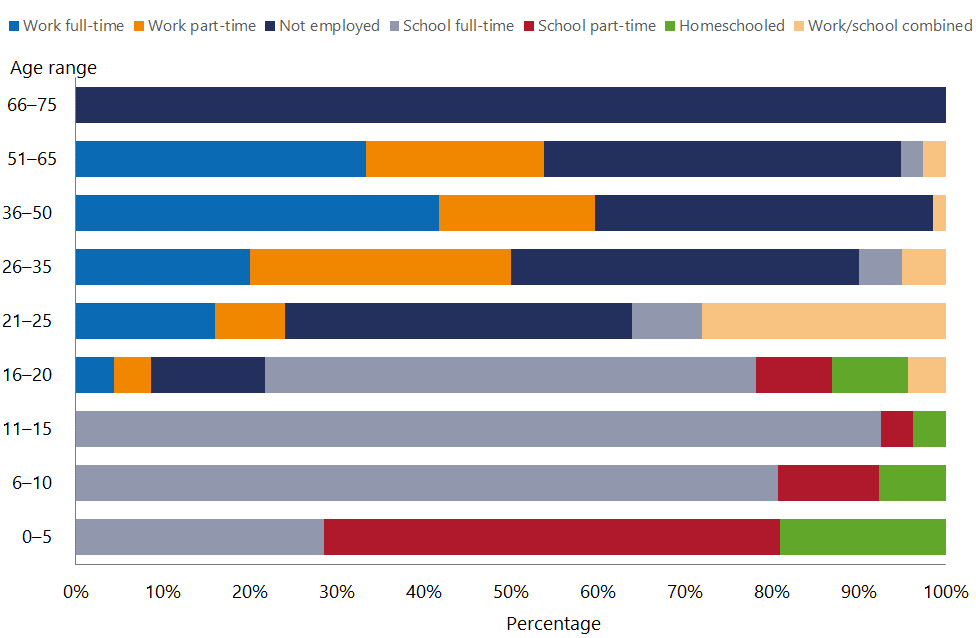 Work full-time Work part-time Not employed School full-time School part-time Homeschooled Work/school combined
Age range
66–75
51–65
36–50
26–35
21–25
16–20
11–15
6–10
0–5
0% 10% 20% 30% 40% 50% 60% 70% 80% 90% 100%
Percentage